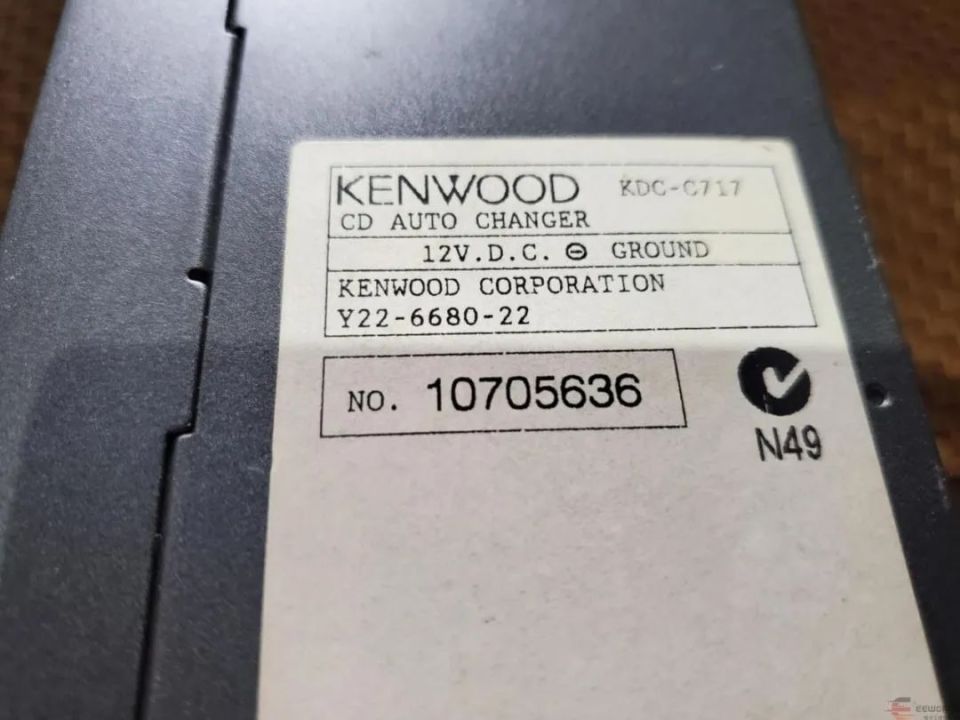 KENWOOD KDC-C717
CD AUTO CHANGER
12V.D.C. ⊖ GROUND
KENWOOD CORPORATION
Y22-6680-22
NO. 10705636
N49